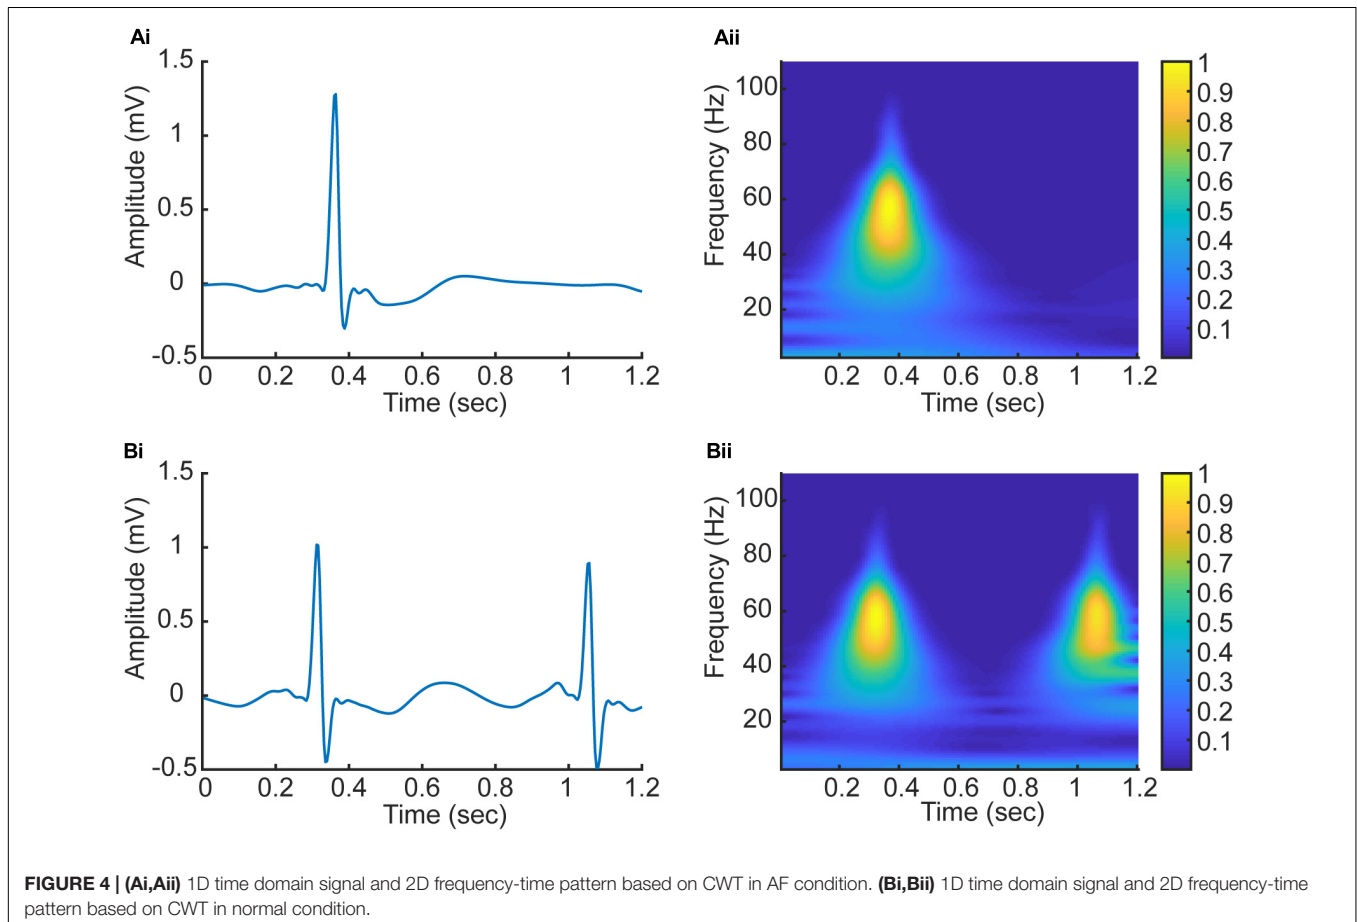 Ai
1.5
1
0.5
0
-0.5
Amplitude (mV)
0 0.2 0.4 0.6 0.8 1 1.2
Time (sec)
Aii
100
80
60
40
20
Frequency (Hz)
0.2 0.4 0.6 0.8 1 1.2
Time (sec)
1
0.9
0.8
0.7
0.6
0.5
0.4
0.3
0.2
0.1
Bi
1.5
1
0.5
0
-0.5
Amplitude (mV)
0 0.2 0.4 0.6 0.8 1 1.2
Time (sec)
Bii
100
80
60
40
20
Frequency (Hz)
0.2 0.4 0.6 0.8 1 1.2
Time (sec)
1
0.9
0.8
0.7
0.6
0.5
0.4
0.3
0.2
0.1
FIGURE 4 | (Ai,Aii) 1D time domain signal and 2D frequency-time pattern based on CWT in AF condition. (Bi,Bii) 1D time domain signal and 2D frequency-time
pattern based on CWT in normal condition.